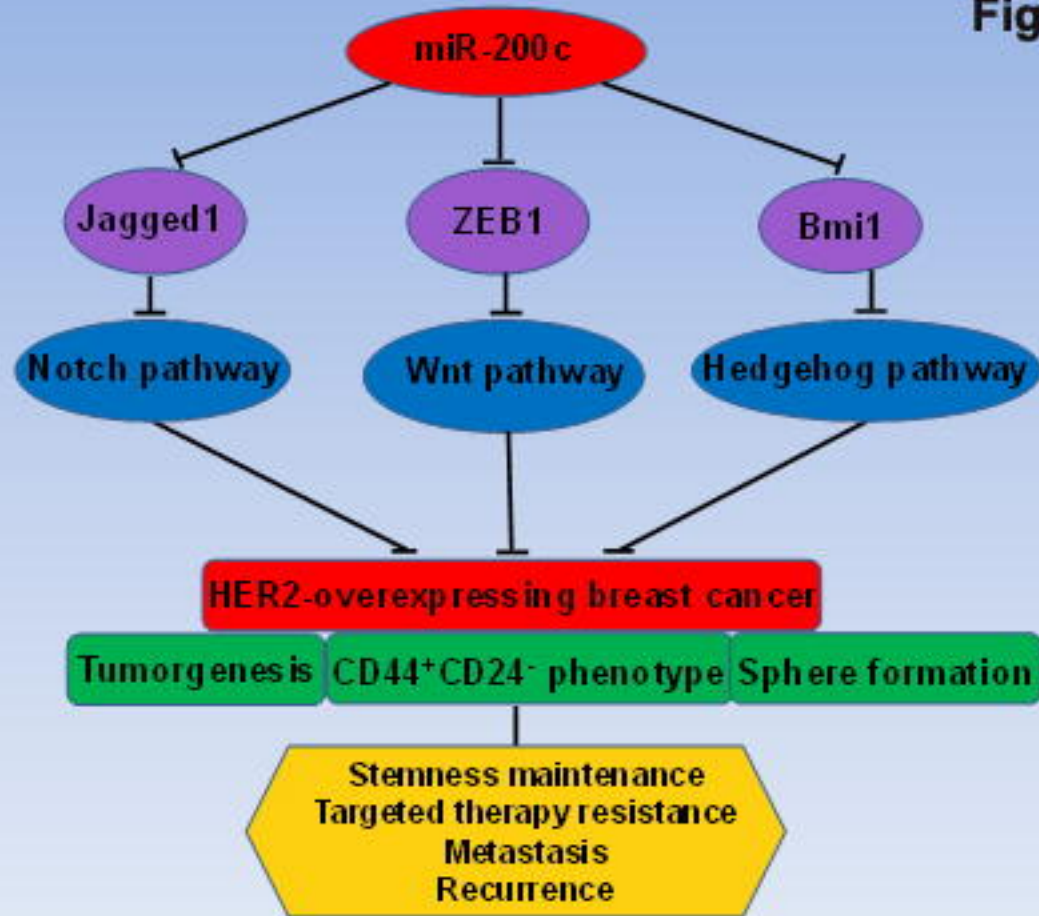 Fig
miR-200c
Jagged1
ZEB1
Bmi1
Notch pathway
Wnt pathway
Hedgehog pathway
HER2-overexpressing breast cancer
Tumorgenesis
CD44⁺CD24⁻ phenotype
Sphere formation
Stemness maintenance
Targeted therapy resistance
Metastasis
Recurrence